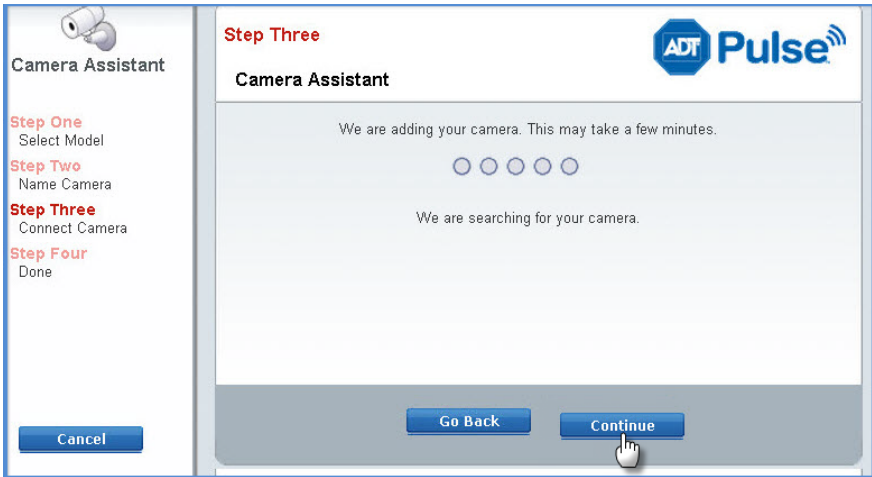 Camera Assistant
Step One
Select Model
Step Two
Name Camera
Step Three
Connect Camera
Step Four
Done
Cancel
Step Three
ADT Pulse
Camera Assistant
We are adding your camera. This may take a few minutes.
We are searching for your camera.
Go Back
Continue